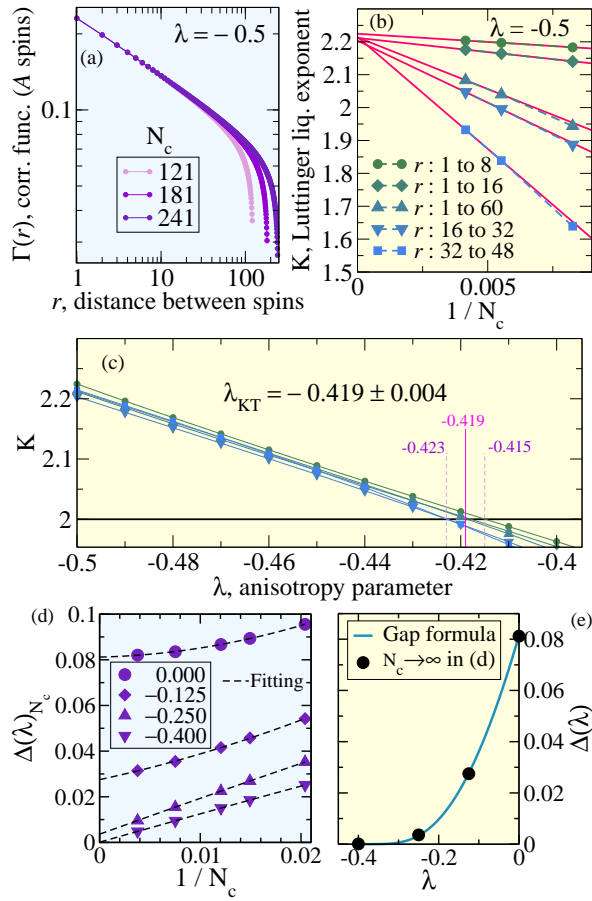 (a)
λ = - 0.5
Γ(r), corr. func. (A spins)
0.1
N_c
121
181
241
1
10
100
r, distance between spins
(b)
λ = -0.5
K, Luttinger liq. exponent
2.2
2.1
2
1.9
1.8
1.7
1.6
1.5
r : 1 to 8
r : 1 to 16
r : 1 to 60
r : 16 to 32
r : 32 to 48
0
0.005
1 / N_c
(c)
λ_KT = − 0.419 ± 0.004
-0.419
-0.423
-0.415
K
2.2
2.1
2
-0.5
-0.48
-0.46
-0.44
-0.42
-0.4
λ, anisotropy parameter
(d)
Δ(λ)_{N_c}
0.1
0.08
0.06
0.04
0.02
0
0.000
−0.125
−0.250
−0.400
Fitting
0
0.01
0.02
1 / N_c
(e)
Gap formula
N_c→∞ in (d)
Δ(λ)
0.08
0.06
0.04
0.02
0
-0.4
-0.2
0
λ